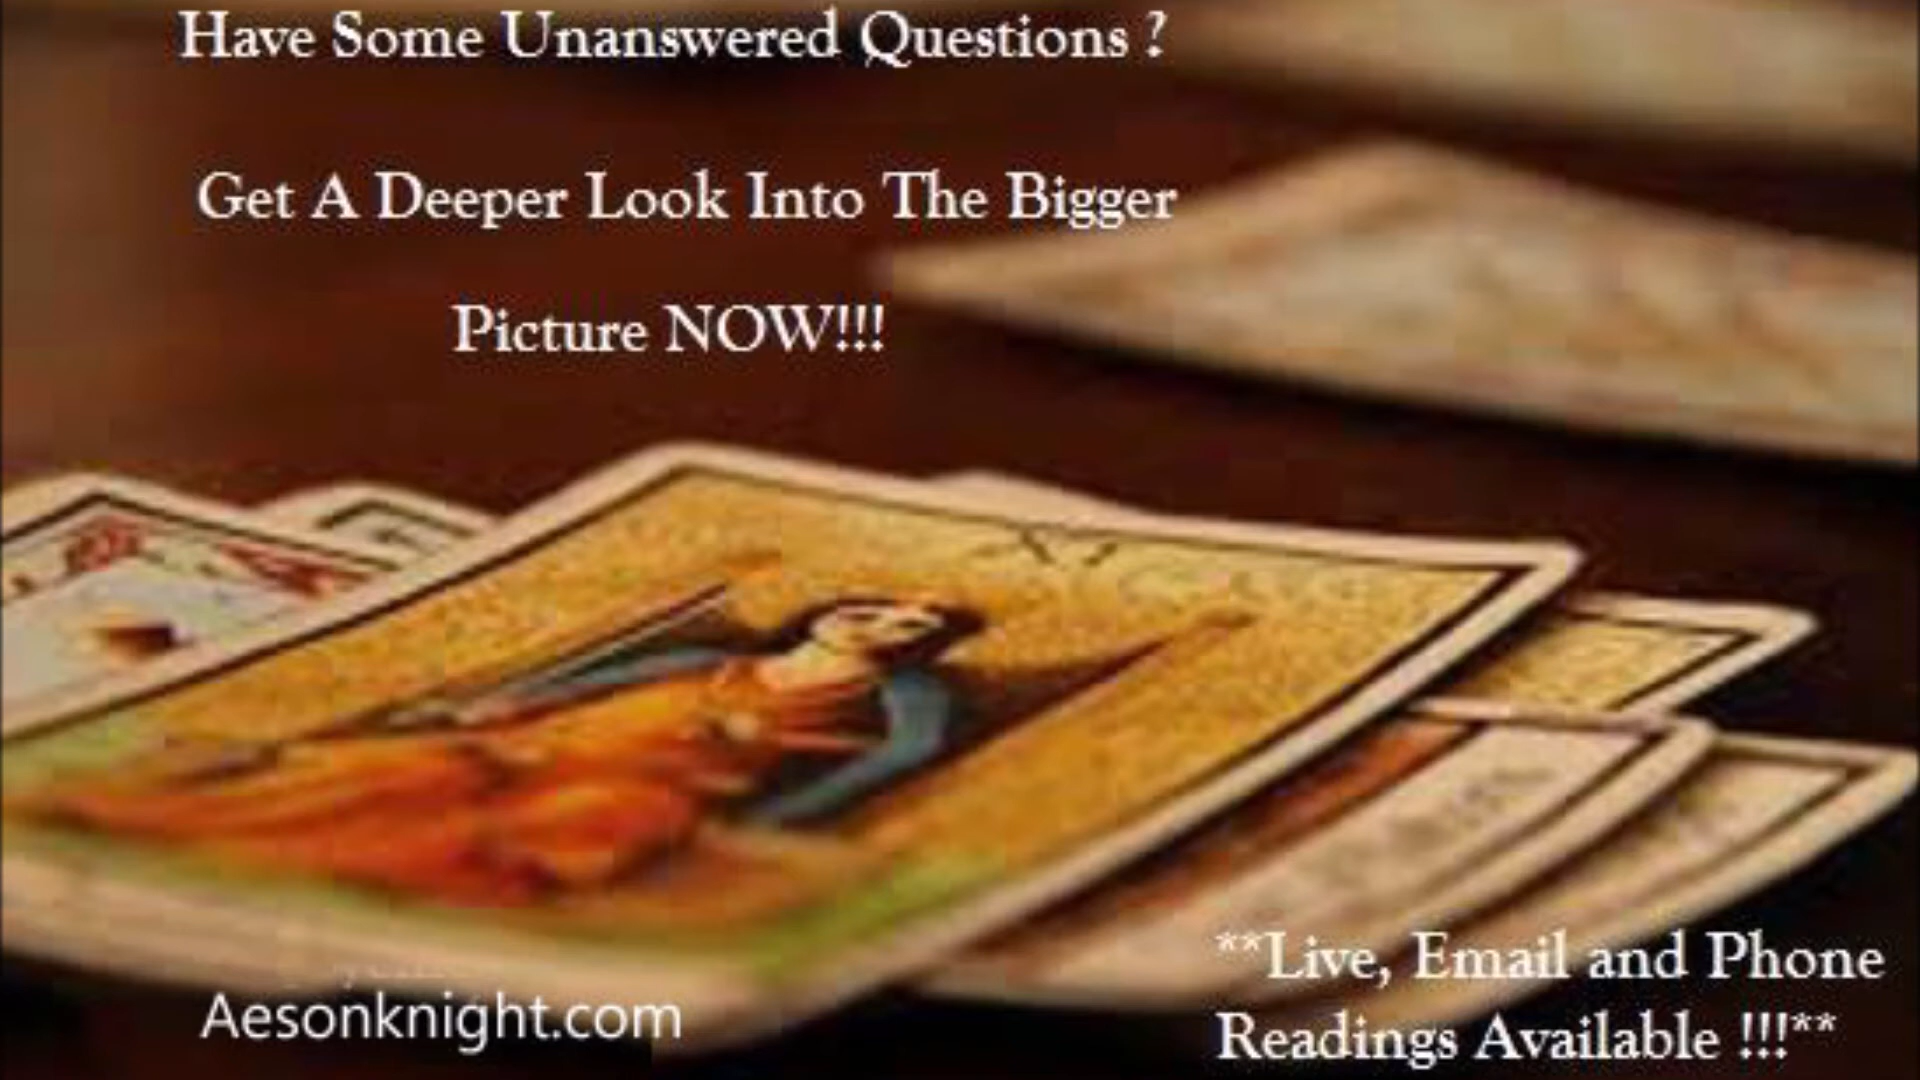 Have Some Unanswered Questions ?
Get A Deeper Look Into The Bigger
Picture NOW!!!
Aesonknight.com
**Live, Email and Phone
Readings Available !!!**